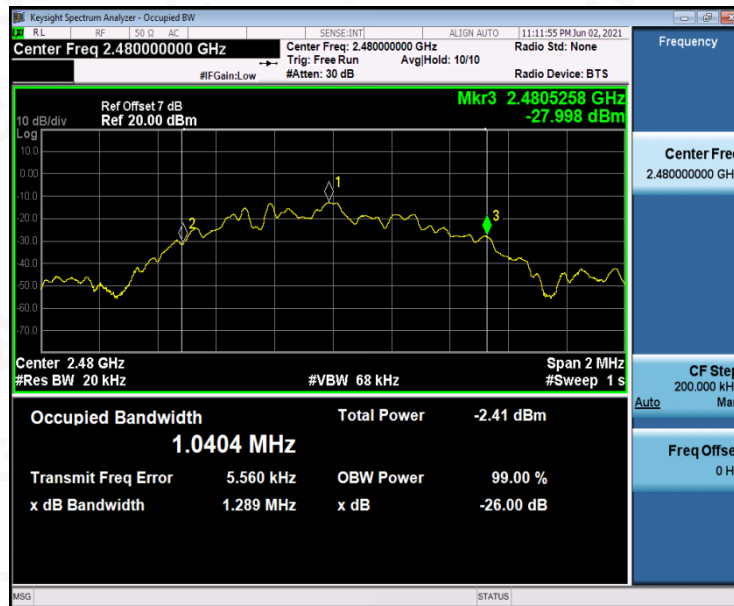 Keysight Spectrum Analyzer - Occupied BW
LXI RL RF 50 Ω AC SENSE:INT ALIGN AUTO 11:11:55 PM Jun 02, 2021
Center Freq 2.480000000 GHz Center Freq: 2.480000000 GHz Radio Std: None
Trig: Free Run Avg|Hold: 10/10
#IFGain:Low #Atten: 30 dB Radio Device: BTS
Ref Offset 7 dB Mkr3 2.4805258 GHz
10 dB/div Ref 20.00 dBm -27.998 dBm
Log
10.0
0.00
-10.0
-20.0
-30.0
-40.0
-50.0
-60.0
-70.0
1
2
3
Center 2.48 GHz Span 2 MHz
#Res BW 20 kHz #VBW 68 kHz #Sweep 1 s
Occupied Bandwidth Total Power -2.41 dBm
1.0404 MHz
Transmit Freq Error 5.560 kHz OBW Power 99.00 %
x dB Bandwidth 1.289 MHz x dB -26.00 dB
MSG STATUS
Frequency
Center Fre
2.480000000 GH
CF Step
200.000 kH
Auto Ma
Freq Offse
0 H